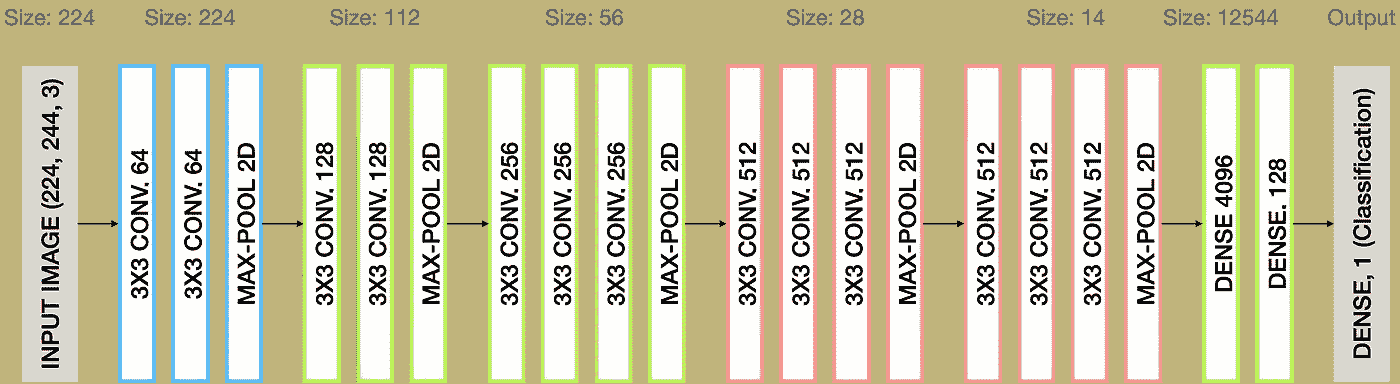 Size: 224
Size: 224
Size: 112
Size: 56
Size: 28
Size: 14
Size: 12544
Output
INPUT IMAGE (224, 244, 3)
3X3 CONV. 64
3X3 CONV. 64
MAX-POOL 2D
3X3 CONV. 128
3X3 CONV. 128
MAX-POOL 2D
3X3 CONV. 256
3X3 CONV. 256
3X3 CONV. 256
MAX-POOL 2D
3X3 CONV. 512
3X3 CONV. 512
3X3 CONV. 512
MAX-POOL 2D
3X3 CONV. 512
3X3 CONV. 512
3X3 CONV. 512
MAX-POOL 2D
DENSE 4096
DENSE. 128
DENSE, 1 (Classification)